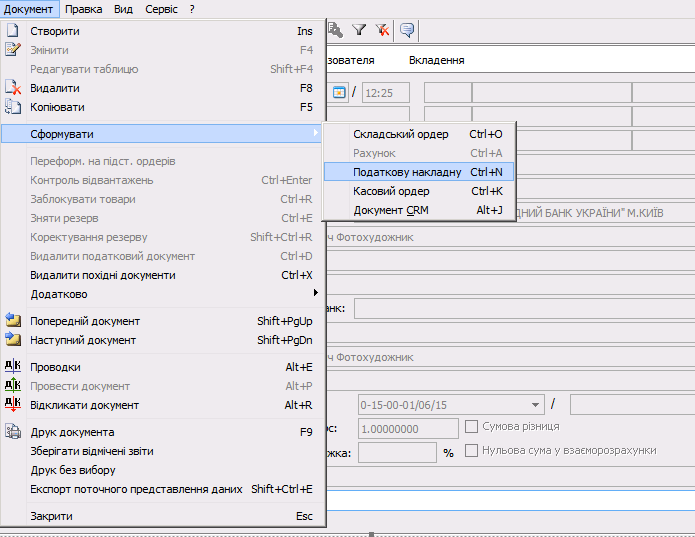 Документ Правка Вид Сервіс ?
Створити Ins
Змінити F4
Редагувати таблицю Shift+F4
Видалити F8
Копіювати F5
Сформувати
Переформ. на підст. ордерів
Контроль відвантажень Ctrl+Enter
Заблокувати товари Ctrl+R
Зняти резерв Ctrl+E
Коректування резерву Shift+Ctrl+R
Видалити податковий документ Ctrl+D
Видалити похідні документи Ctrl+X
Додатково
Попередній документ Shift+PgUp
Наступний документ Shift+PgDn
Проводки Alt+E
Провести документ Alt+P
Відкликати документ Alt+R
Друк документа F9
Зберігати відмічені звіти
Друк без вибору
Експорт поточного представлення даних Shift+Ctrl+E
Закрити Esc
Складський ордер Ctrl+O
Рахунок Ctrl+A
Податкову накладну Ctrl+N
Касовий ордер Ctrl+K
Документ CRM Alt+J
зователя Вкладення
/ 12:25
ДНИЙ БАНК УКРАЇНИ" М.КИЇВ
ч Фотохудожник
анк:
ч Фотохудожник
0-15-00-01/06/15 /
рс: 1.00000000 Сумова різниця
жка: % Нульова сума у взаєморозрахунки